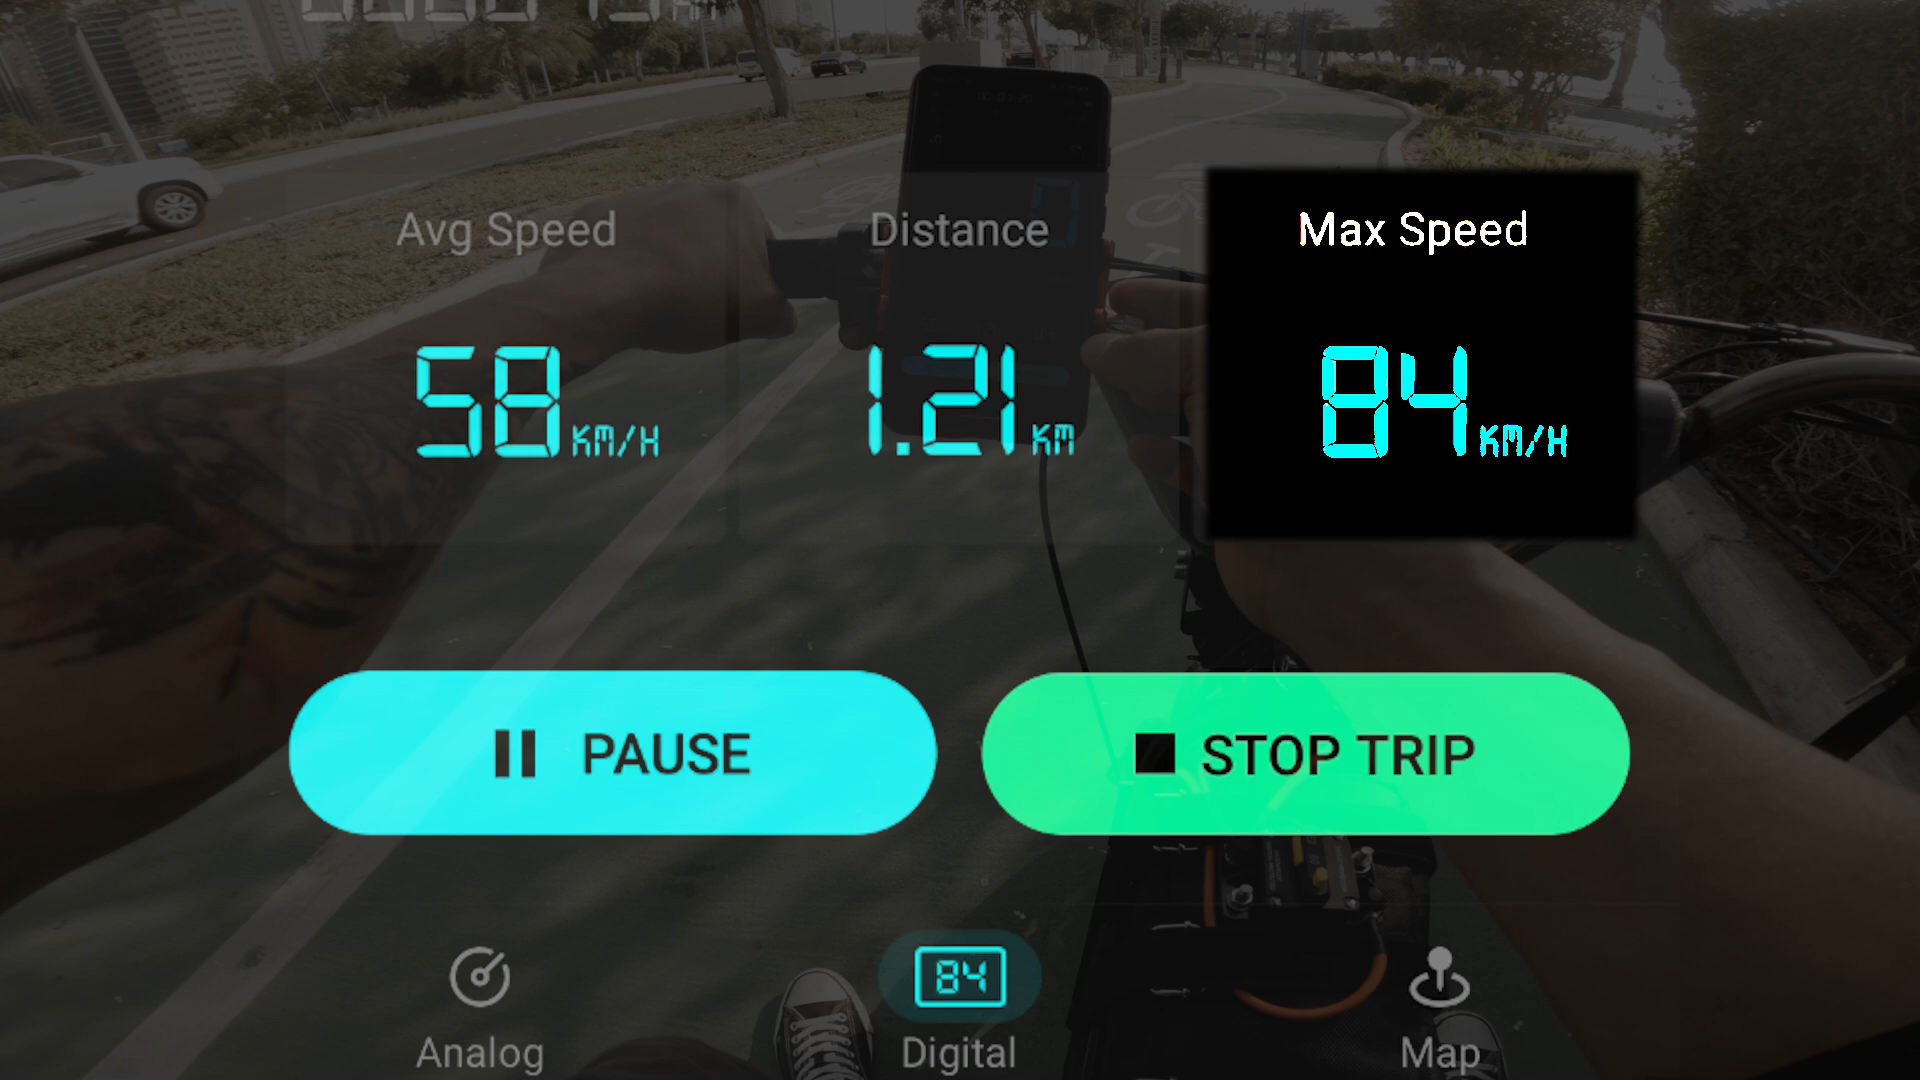 Avg Speed
Distance
Max Speed
58 KM/H
1.21 KM
84 KM/H
PAUSE
STOP TRIP
84
Analog
Digital
Map